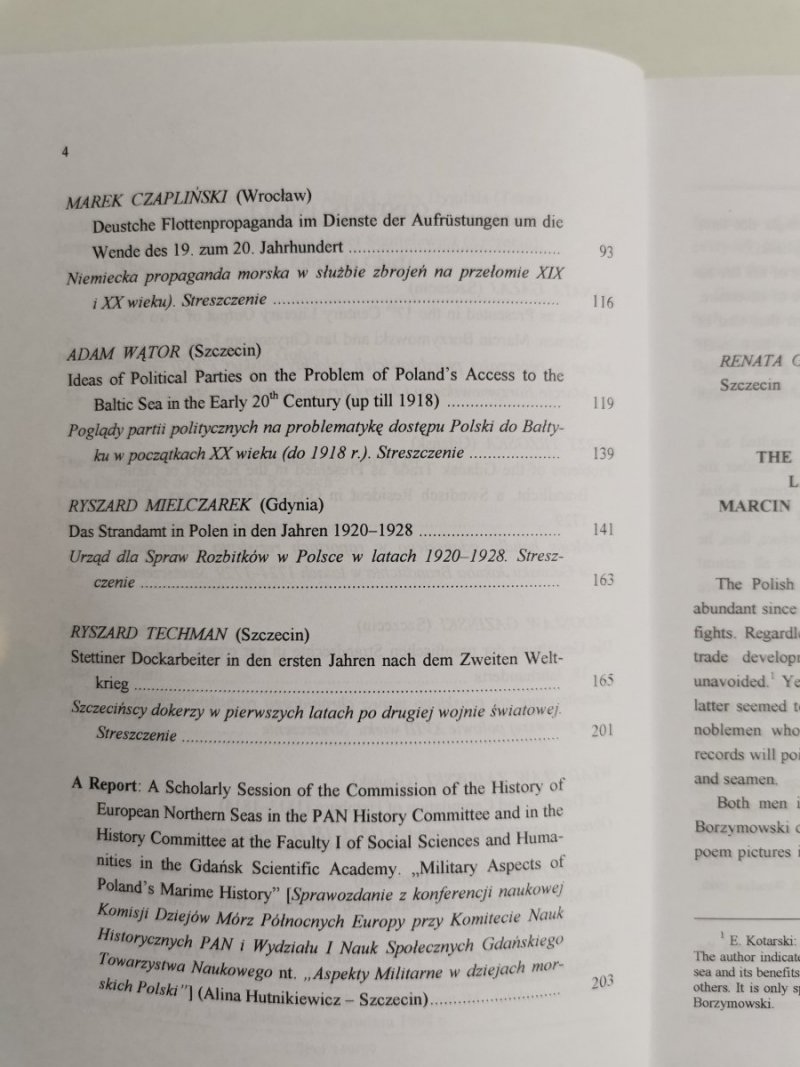 4
MAREK CZAPLIŃSKI (Wrocław)
Deustche Flottenpropaganda im Dienste der Aufrüstungen um die
Wende des 19. zum 20. Jahrhundert ........................................ 93
Niemiecka propaganda morska w służbie zbrojeń na przełomie XIX
i XX wieku). Streszczenie ........................................ 116
ADAM WĄTOR (Szczecin)
Ideas of Political Parties on the Problem of Poland's Access to the
Baltic Sea in the Early 20th Century (up till 1918) .................... 119
Poglądy partii politycznych na problematykę dostępu Polski do Bałty-
ku w początkach XX wieku (do 1918 r.). Streszczenie .................... 139
RYSZARD MIELCZAREK (Gdynia)
Das Strandamt in Polen in den Jahren 1920–1928 .......................... 141
Urząd dla Spraw Rozbitków w Polsce w latach 1920–1928. Stresz-
czenie ........................................ 163
RYSZARD TECHMAN (Szczecin)
Stettiner Dockarbeiter in den ersten Jahren nach dem Zweiten Welt-
krieg ........................................ 165
Szczecińscy dokerzy w pierwszych latach po drugiej wojnie światowej.
Streszczenie ........................................ 201
A Report: A Scholarly Session of the Commission of the History of
European Northern Seas in the PAN History Committee and in the
History Committee at the Faculty I of Social Sciences and Huma-
nities in the Gdańsk Scientific Academy. „Military Aspects of
Poland's Marime History" [Sprawozdanie z konferencji naukowej
Komisji Dziejów Mórz Północnych Europy przy Komitecie Nauk
Historycznych PAN i Wydziału I Nauk Społecznych Gdańskiego
Towarzystwa Naukowego nt. „Aspekty Militarne w dziejach mor-
skich Polski"] (Alina Hutnikiewicz – Szczecin)........................ 203
RENATA
Szczecin
THE
L
MARCIN
The Polish
abundant since
fights.
trade
unavoided.1
latter seemed
noblemen who
records will
and seamen.
Both men
Borzymowski
poem pictures
1 E. Kotarski:
The author
sea and its benefits
others. It is only
Borzymowski.